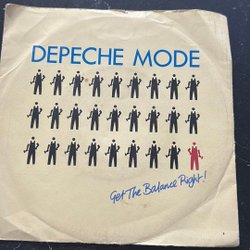 DEPECHE MODE
Get The Balance Right!